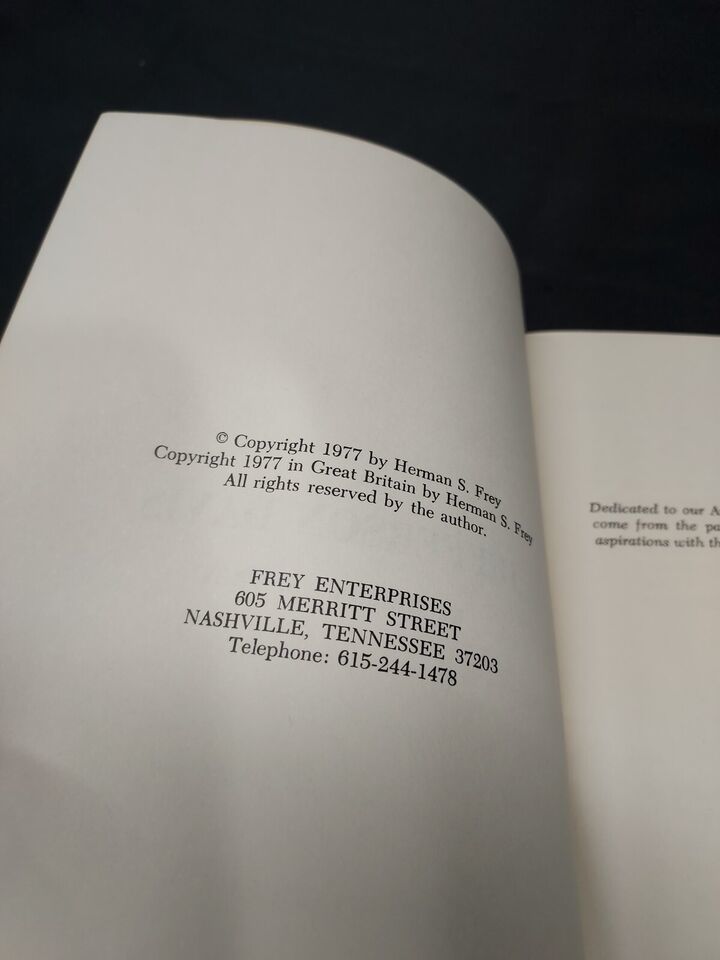 © Copyright 1977 by Herman S. Frey
Copyright 1977 in Great Britain by Herman S. Frey
All rights reserved by the author.
FREY ENTERPRISES
605 MERRITT STREET
NASHVILLE, TENNESSEE 37203
Telephone: 615-244-1478
Dedicated to our
come from the
aspirations with